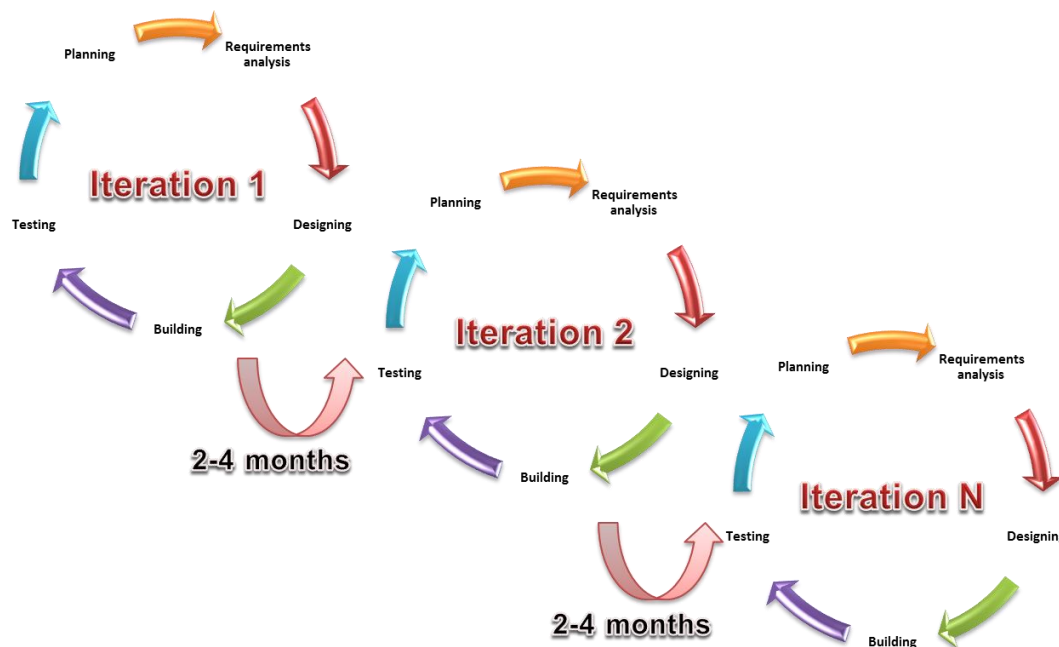 Planning
Requirements
analysis
Iteration 1
Testing
Designing
Building
2-4 months
Planning
Requirements
analysis
Iteration 2
Testing
Designing
Building
2-4 months
Planning
Requirements
analysis
Iteration N
Testing
Designin
Building